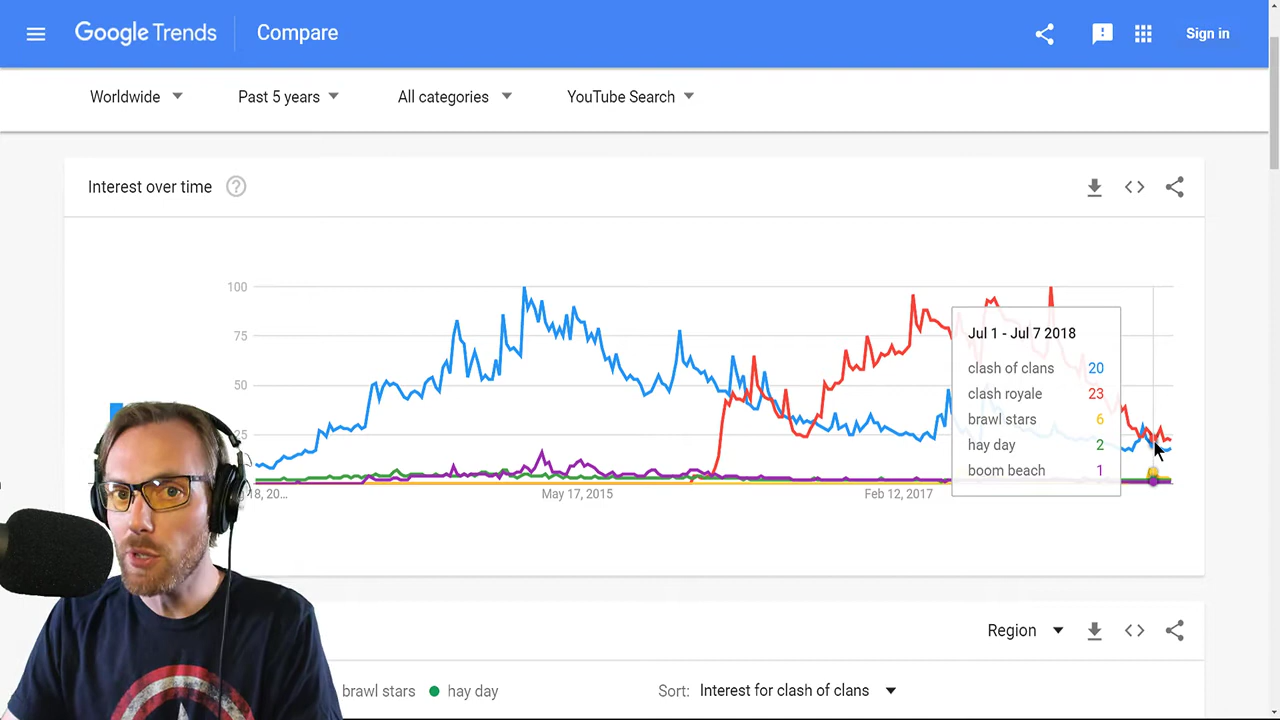 Google Trends Compare Sign in
Worldwide Past 5 years All categories YouTube Search
Interest over time ?
100
75
50
25
18, 20...
May 17, 2015
Feb 12, 2017
Jul 1 - Jul 7 2018
clash of clans 20
clash royale 23
brawl stars 6
hay day 2
boom beach 1
Region
brawl stars hay day Sort: Interest for clash of clans